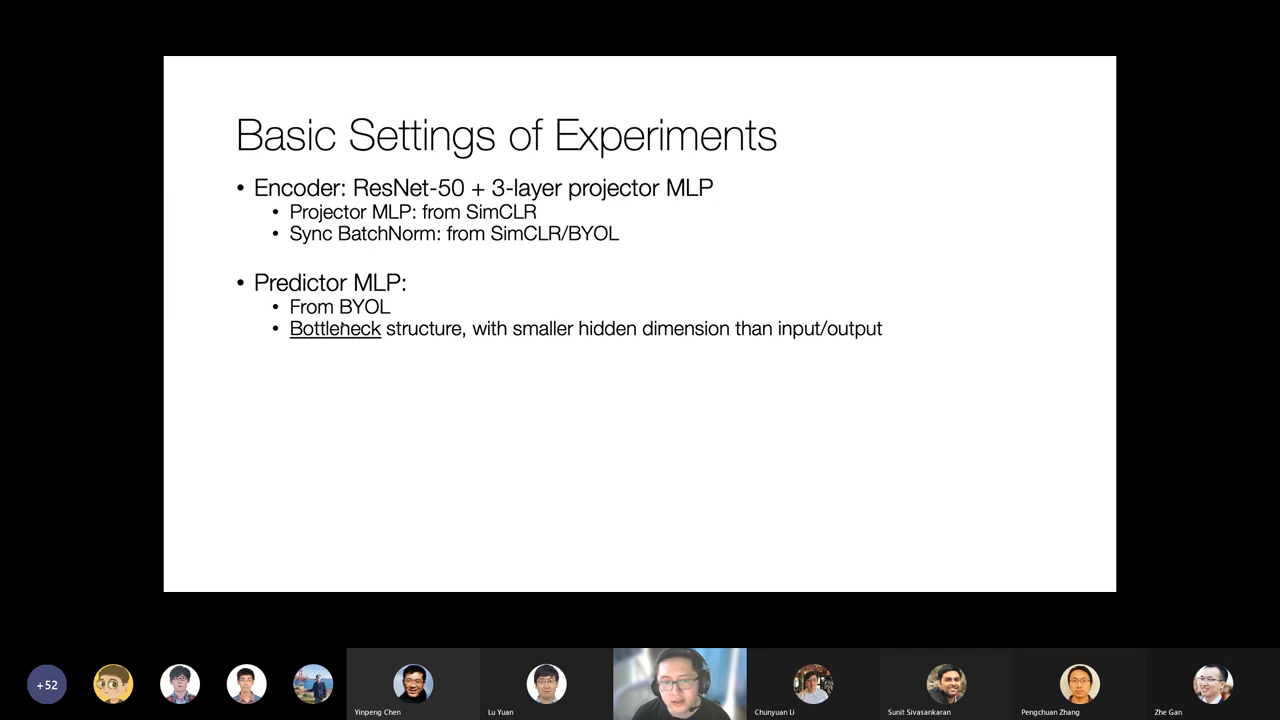 Basic Settings of Experiments
• Encoder: ResNet-50 + 3-layer projector MLP
• Projector MLP: from SimCLR
• Sync BatchNorm: from SimCLR/BYOL
• Predictor MLP:
• From BYOL
• Bottleneck structure, with smaller hidden dimension than input/output
+52
Yinpeng Chen
Lu Yuan
Chunyuan Li
Sunit Sivasankaran
Pengchuan Zhang
Zhe Gan